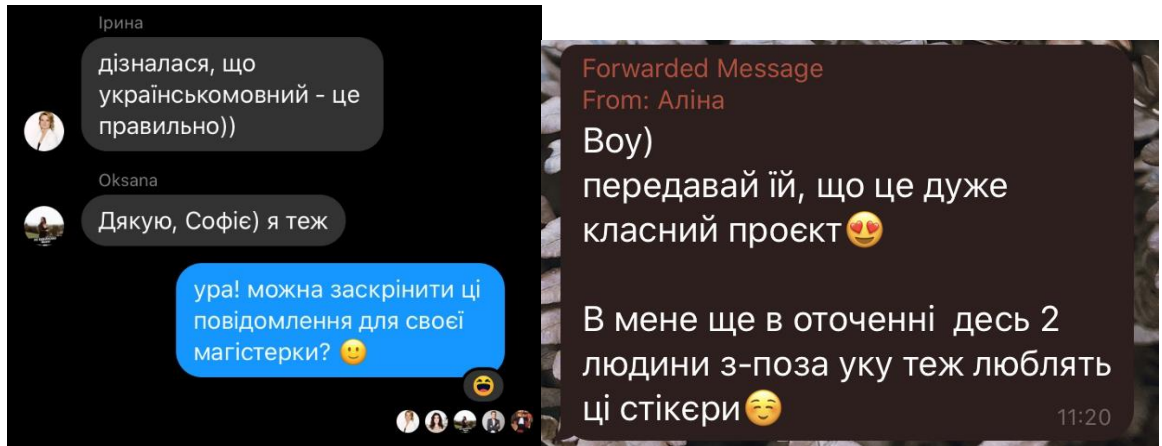 Ірина
дізналася, що
українськомовний - це
правильно))
Oksana
Дякую, Софіє) я теж
ура! можна заскрінити ці
повідомлення для своєї
магістерки? 🙂
Forwarded Message
From: Аліна
Воу)
передавай їй, що це дуже
класний проєкт😍
В мене ще в оточенні десь 2
людини з-поза уку теж люблять
ці стікєри☺️
11:20